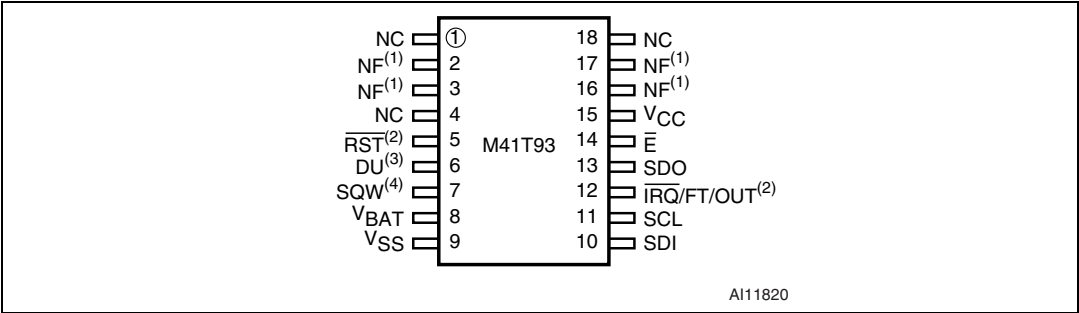 NC 1 18 NC
NF(1) 2 17 NF(1)
NF(1) 3 16 NF(1)
NC 4 15 VCC
R̅S̅T̅(2) 5 M41T93 14 E̅
DU(3) 6 13 SDO
SQW(4) 7 12 I̅R̅Q̅/FT/OUT(2)
VBAT 8 11 SCL
VSS 9 10 SDI
AI11820